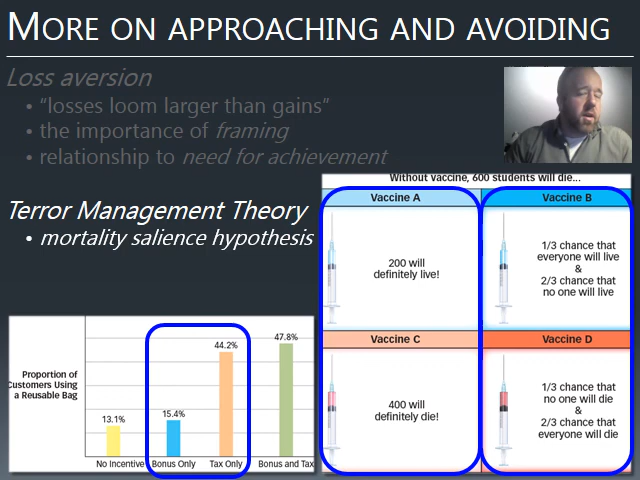 MORE ON APPROACHING AND AVOIDING
Loss aversion
• "losses loom larger than gains"
• the importance of framing
• relationship to need for achievement
Terror Management Theory
• mortality salience hypothesis
Without vaccine, 600 students will die...
Vaccine A
Vaccine B
200 will
definitely live!
1/3 chance that
everyone will live
&
2/3 chance that
no one will live
Vaccine C
Vaccine D
400 will
definitely die!
1/3 chance that
no one will die
&
2/3 chance that
everyone will die
Proportion of
Customers Using
a Reusable Bag
13.1%
15.4%
44.2%
47.8%
No Incentive
Bonus Only
Tax Only
Bonus and Tax